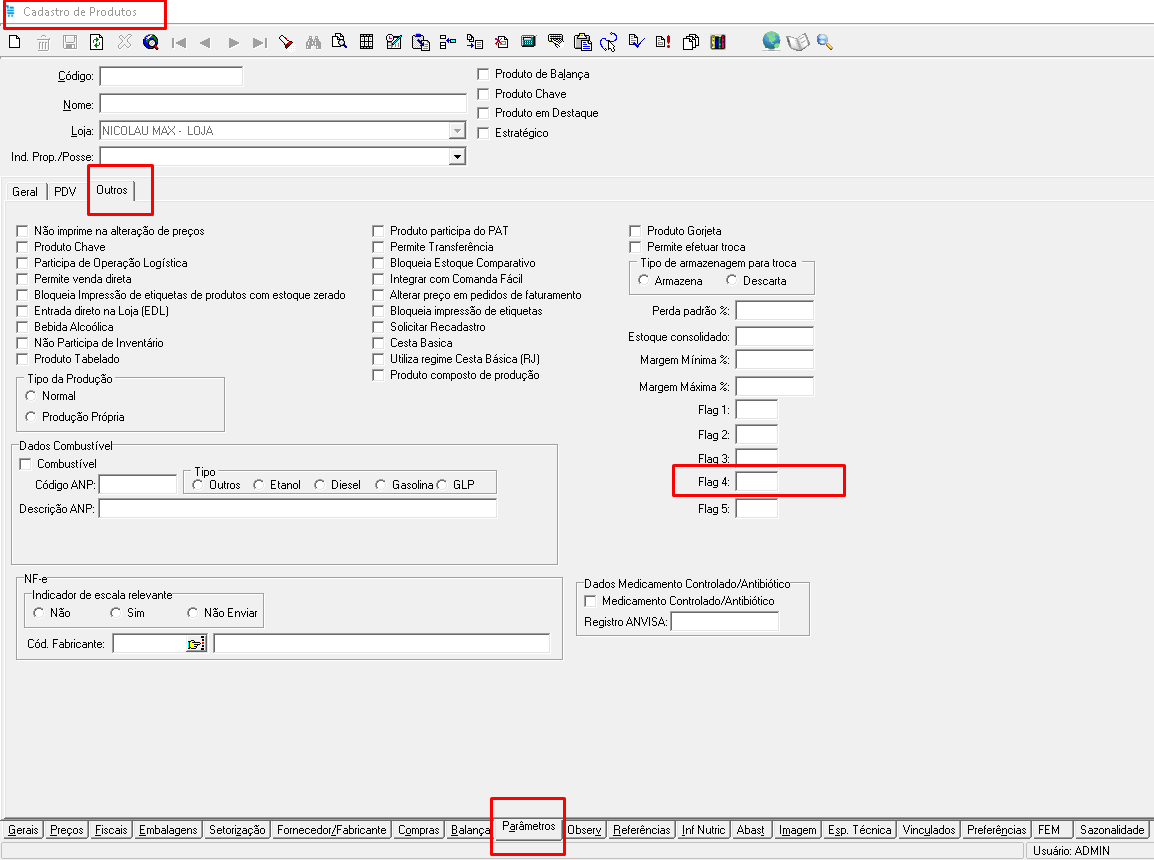 Cadastro de Produtos
Código:
Nome:
Loja: NICOLAU MAX - LOJA
Ind. Prop./Posse:
Produto de Balança
Produto Chave
Produto em Destaque
Estratégico
Geral PDV Outros
Não imprime na alteração de preços
Produto Chave
Participa de Operação Logística
Permite venda direta
Bloqueia Impressão de etiquetas de produtos com estoque zerado
Entrada direto na Loja (EDL)
Bebida Alcoólica
Não Participa de Inventário
Produto Tabelado
Tipo da Produção
Normal
Produção Própria
Produto participa do PAT
Permite Transferência
Bloqueia Estoque Comparativo
Integrar com Comanda Fácil
Alterar preço em pedidos de faturamento
Bloqueia impressão de etiquetas
Solicitar Recadastro
Cesta Basica
Utiliza regime Cesta Básica (RJ)
Produto composto de produção
Produto Gorjeta
Permite efetuar troca
Tipo de armazenagem para troca
Armazena Descarta
Perda padrão %:
Estoque consolidado:
Margem Mínima %:
Margem Máxima %:
Flag 1:
Flag 2:
Flag 3:
Flag 4:
Flag 5:
Dados Combustível
Combustível
Código ANP:
Tipo
Outros Etanol Diesel Gasolina GLP
Descrição ANP:
NF-e
Indicador de escala relevante
Não Sim Não Enviar
Cód. Fabricante:
Dados Medicamento Controlado/Antibiótico
Medicamento Controlado/Antibiótico
Registro ANVISA:
Gerais Preços Fiscais Embalagens Setorização Fornecedor/Fabricante Compras Balança Parâmetros Observ Referências Inf Nutric Abast Imagem Esp. Técnica Vinculados Preferências FEM Sazonalidade
Usuário: ADMIN